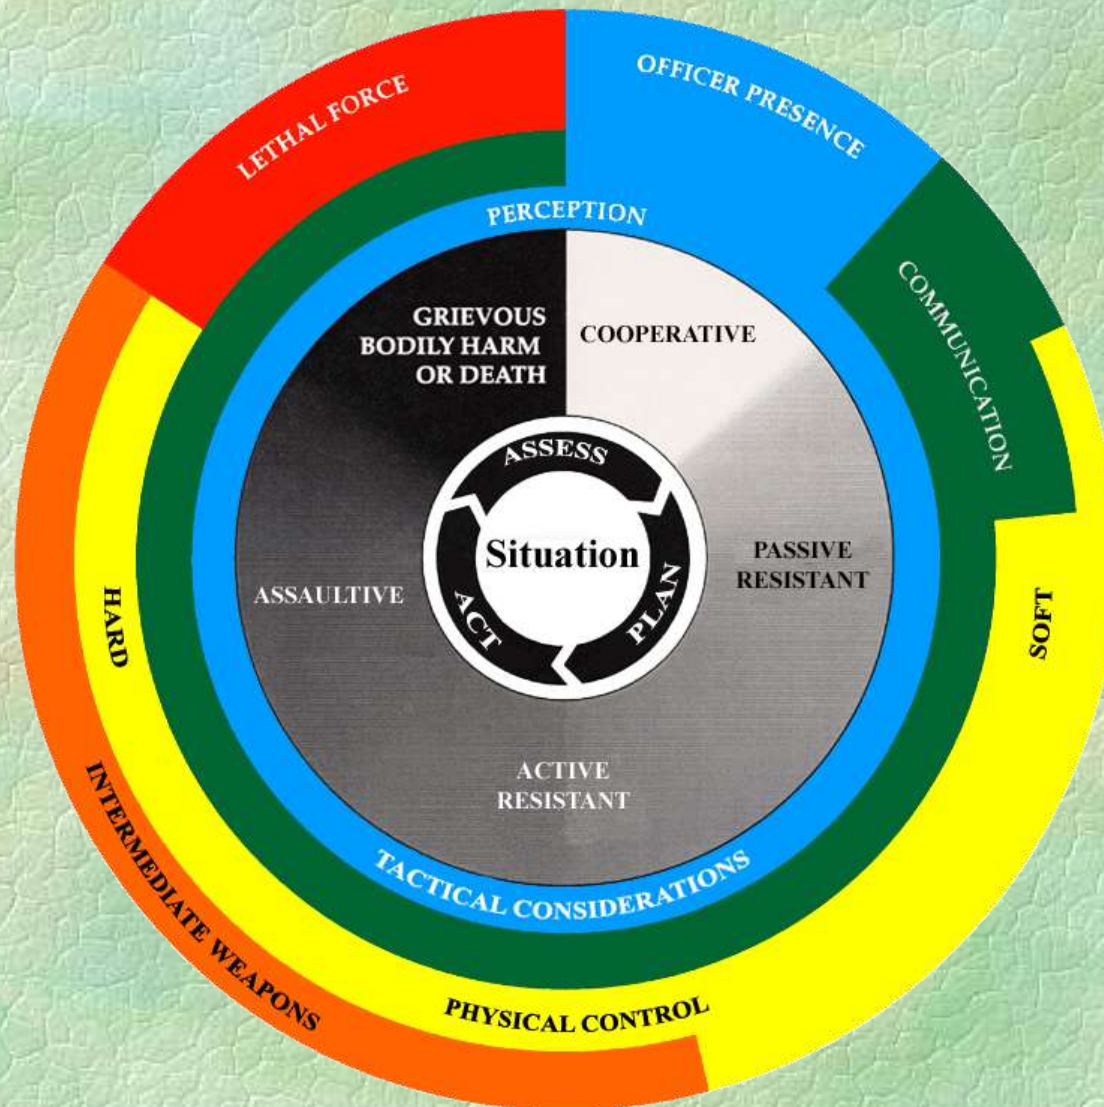 LETHAL FORCE
OFFICER PRESENCE
COMMUNICATION
PERCEPTION
GRIEVOUS
BODILY HARM
OR DEATH
COOPERATIVE
ASSESS
Situation
PLAN
ACT
PASSIVE
RESISTANT
ASSAULTIVE
ACTIVE
RESISTANT
HARD
SOFT
TACTICAL CONSIDERATIONS
INTERMEDIATE WEAPONS
PHYSICAL CONTROL